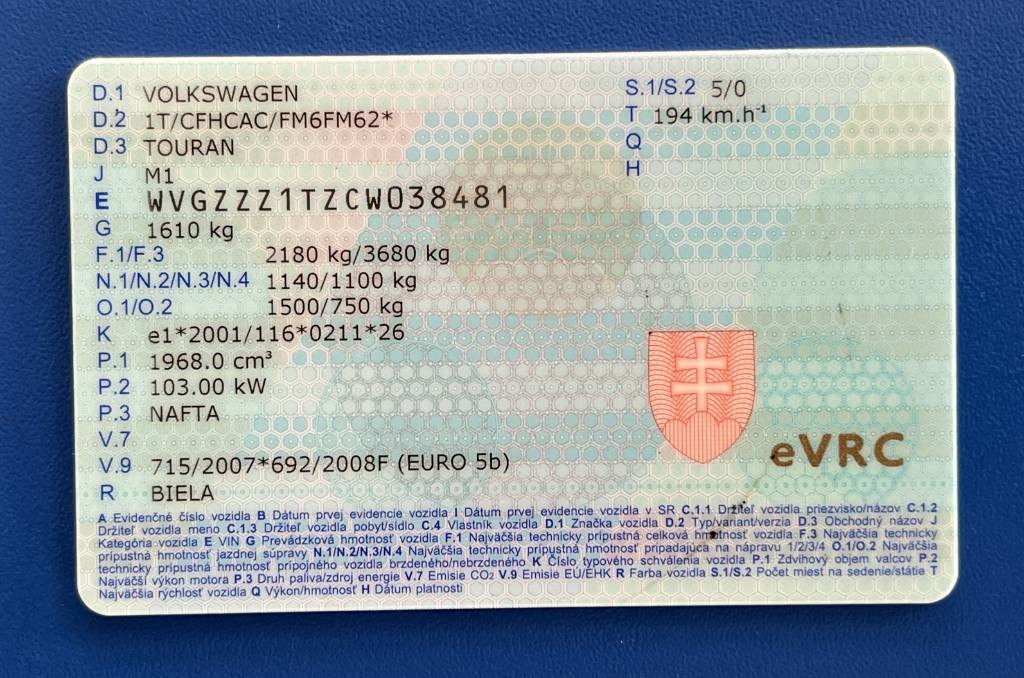 D.1 VOLKSWAGEN
D.2 1T/CFHCAC/FM6FM62*
D.3 TOURAN
J M1
E WVGZZZ1TZCW038481
G 1610 kg
F.1/F.3 2180 kg/3680 kg
N.1/N.2/N.3/N.4 1140/1100 kg
O.1/O.2 1500/750 kg
K e1*2001/116*0211*26
P.1 1968.0 cm³
P.2 103.00 kW
P.3 NAFTA
V.7
V.9 715/2007*692/2008F (EURO 5b)
R BIELA
S.1/S.2 5/0
T 194 km.h⁻¹
Q
H
eVRC
A Evidenčné číslo vozidla B Dátum prvej evidencie vozidla I Dátum prvej evidencie vozidla v SR C.1.1 Držiteľ vozidla priezvisko/názov C.1.2
Držiteľ vozidla meno C.1.3 Držiteľ vozidla pobyt/sídlo C.4 Vlastník vozidla D.1 Značka vozidla D.2 Typ/variant/verzia D.3 Obchodný názov J
Kategória vozidla E VIN G Prevádzková hmotnosť vozidla F.1 Najväčšia technicky prípustná celková hmotnosť vozidla F.3 Najväčšia technicky
prípustná hmotnosť jazdnej súpravy N.1/N.2/N.3/N.4 Najväčšia technicky prípustná hmotnosť pripadajúca na nápravu 1/2/3/4 O.1/O.2 Najväčšia
technicky prípustná hmotnosť prípojného vozidla brzdeného/nebrzdeného K Číslo typového schválenia vozidla P.1 Zdvihový objem valcov P.2
Najväčší výkon motora P.3 Druh paliva/zdroj energie V.7 Emisie CO₂ V.9 Emisie EÚ/EHK R Farba vozidla S.1/S.2 Počet miest na sedenie/státie T
Najväčšia rýchlosť vozidla Q Výkon/hmotnosť H Dátum platnosti